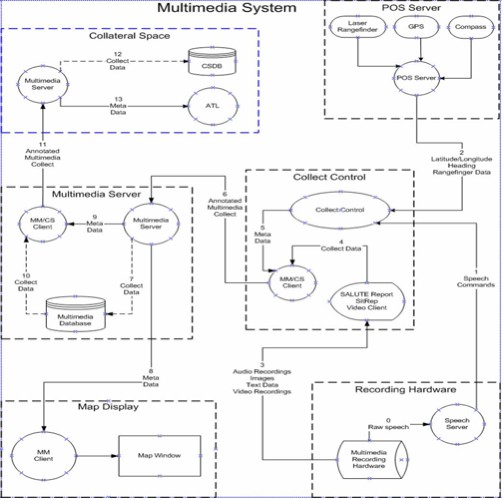 Multimedia System
POS Server
Laser
Rangefinder
GPS
Compass
POS Server
Collateral Space
12
Collect
Data
CSDB
Multimedia
Server
13
Meta
Data
ATL
11
Annotated
Multimedia
Collect
2
Latitude/Longitude
Heading
Rangefinder Data
Multimedia Server
MM/CS
Client
9
Meta
Data
Multimedia
Server
10
Collect
Data
7
Collect
Data
Multimedia
Database
6
Annotated
Multimedia
Collect
Collect Control
Collect Control
5
Meta
Data
4
Collect Data
MM/CS
Client
SALUTE Report
SitRep
Video Client
Speech
Commands
8
Meta
Data
3
Audio Recordings
Images
Text Data
Video Recordings
Map Display
MM
Client
Map Window
Recording Hardware
0
Raw speech
Speech
Server
Multimedia
Recording
Hardware